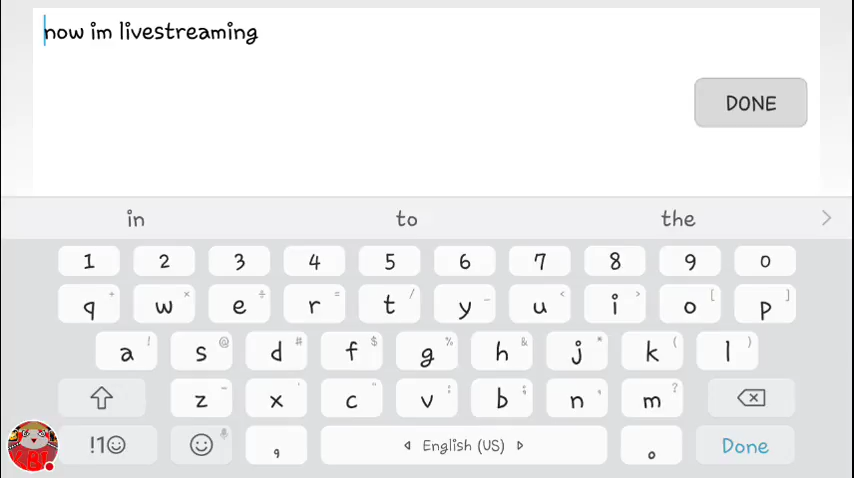 now im livestreaming
DONE
in to the >
1 2 3 4 5 6 7 8 9 0
q + w × e ÷ r = t / y _ u < i > o [ p ]
a ! s @ d # f $ g % h & j * k ( l )
z - x ' c " v : b ; n , m ?
!1☺ , English (US) . Done
YBT